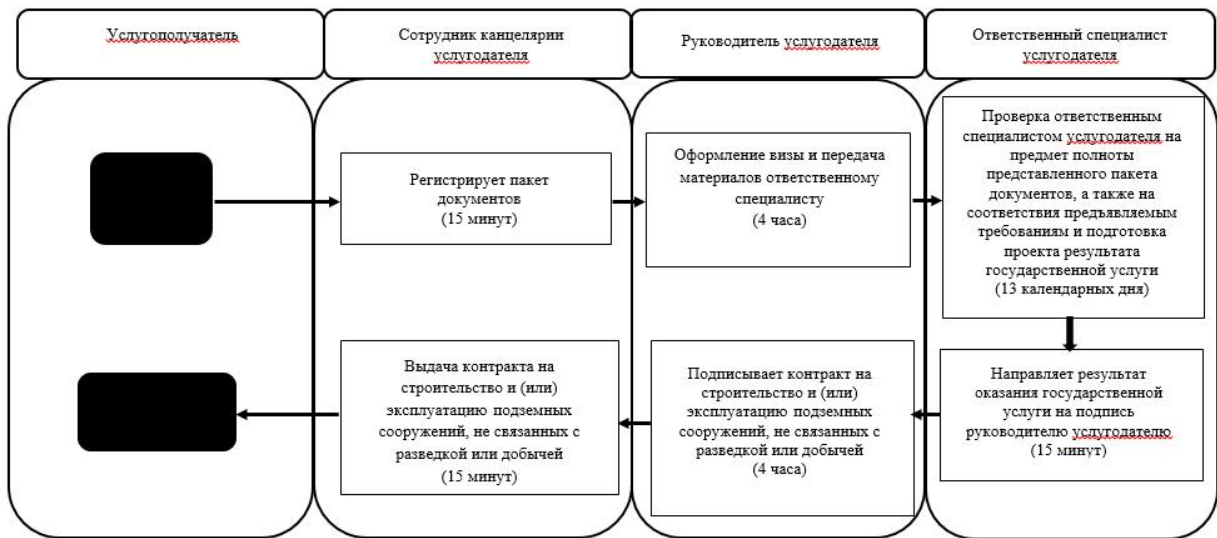 Услугополучатель
Сотрудник канцелярии
услугодателя
Руководитель услугодателя
Ответственный специалист
услугодателя
Регистрирует пакет
документов
(15 минут)
Оформление визы и передача
материалов ответственному
специалисту
(4 часа)
Проверка ответственным
специалистом услугодателя на
предмет полноты
представленного пакета
документов, а также на
соответствия предъявляемым
требованиям и подготовка
проекта результата
государственной услуги
(13 календарных дня)
Выдача контракта на
строительство и (или)
эксплуатацию подземных
сооружений, не связанных с
разведкой или добычей
(15 минут)
Подписывает контракт на
строительство и (или)
эксплуатацию подземных
сооружений, не связанных с
разведкой или добычей
(4 часа)
Направляет результат
оказания государственной
услуги на подпись
руководителю услугодателю
(15 минут)